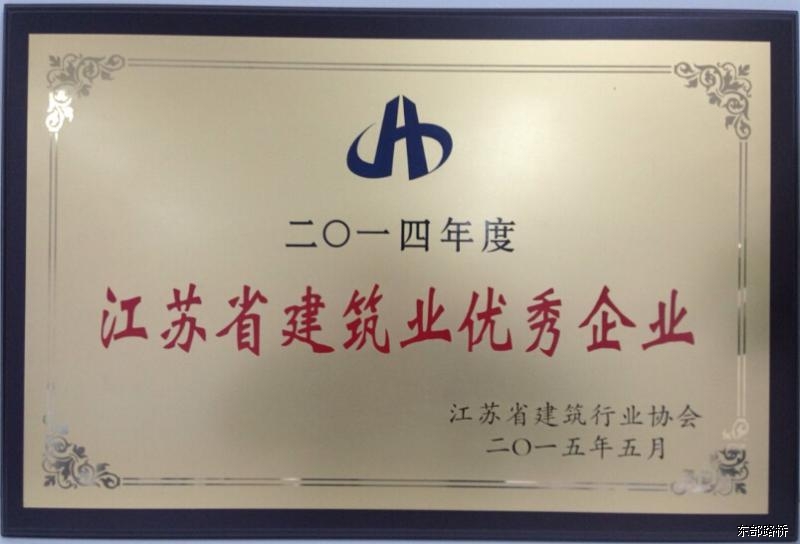 二〇一四年度
江苏省建筑业优秀企业
江苏省建筑行业协会
二〇一五年五月
东部路桥